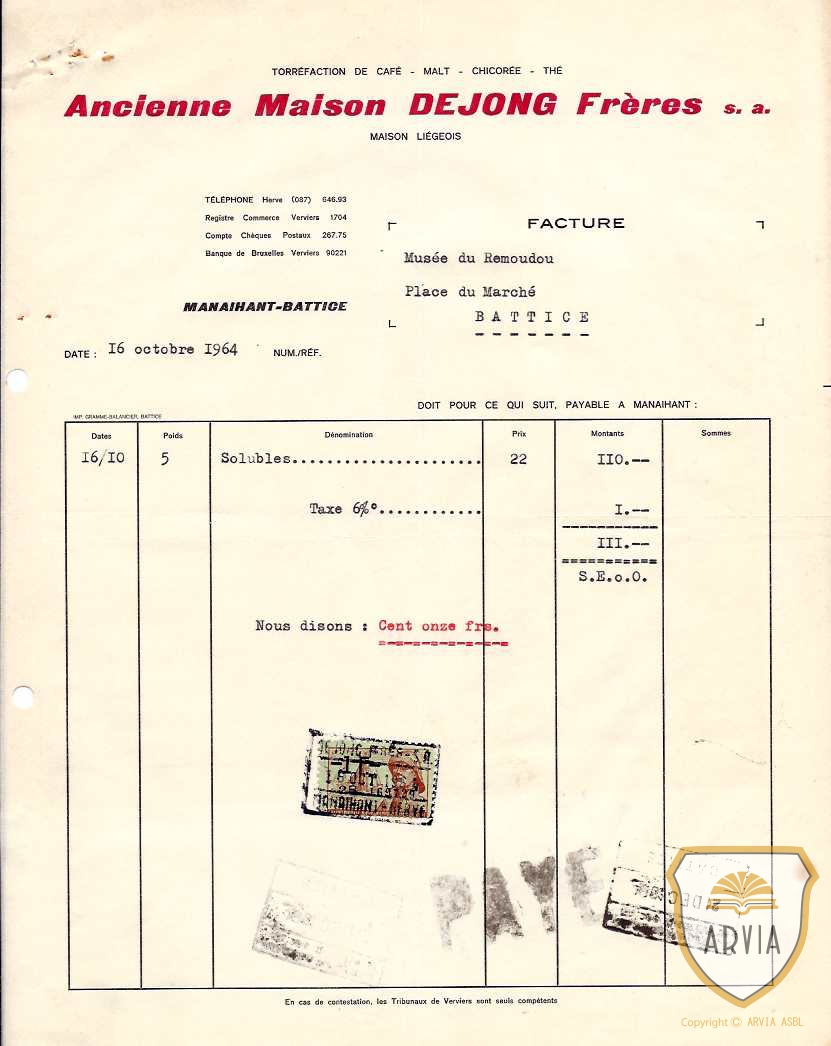 TORRÉFACTION DE CAFÉ - MALT - CHICORÉE - THÉ
Ancienne Maison DEJONG Frères s. a.
MAISON LIÉGEOIS
TÉLÉPHONE Herve (087) 646.93
Registre Commerce Verviers 1704
Compte Chèques Postaux 267.75
Banque de Bruxelles Verviers 90221
MANAIHANT-BATTICE
FACTURE
Musée du Remoudou
Place du Marché
BATTICE
DATE : 16 octobre 1964 NUM./RÉF.
DOIT POUR CE QUI SUIT, PAYABLE A MANAIHANT :
IMP. GRAMME-BALANCIER, BATTICE
Dates Poids Dénomination Prix Montants Sommes
16/10 5 Solubles...................... 22 IIO.--
Taxe 6%°............ I.--
III.--
S.E.o.O.
Nous disons : Cent onze frs.
PAYE
2 DEC
ARVIA
En cas de contestation, les Tribunaux de Verviers sont seuls compétents
Copyright © ARVIA ASBL